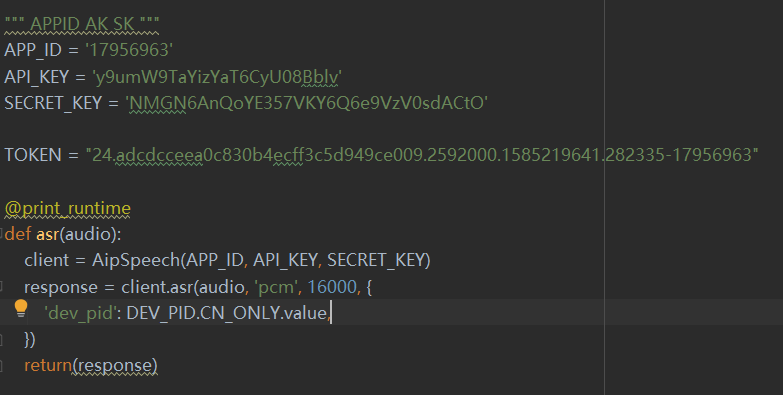 """ APPID AK SK """
APP_ID = '17956963'
API_KEY = 'y9umW9TaYizYaT6CyU08Bblv'
SECRET_KEY = 'NMGN6AnQoYE357VKY6Q6e9VzV0sdACtO'
TOKEN = "24.adcdcceea0c830b4ecff3c5d949ce009.2592000.1585219641.282335-17956963"
@print_runtime
def asr(audio):
client = AipSpeech(APP_ID, API_KEY, SECRET_KEY)
response = client.asr(audio, 'pcm', 16000, {
'dev_pid': DEV_PID.CN_ONLY.value,
})
return(response)